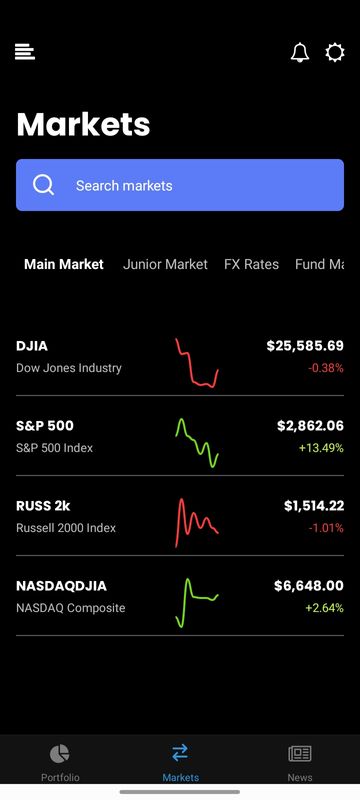 Markets
Search markets
Main Market Junior Market FX Rates Fund Ma
DJIA $25,585.69
Dow Jones Industry -0.38%
S&P 500 $2,862.06
S&P 500 Index +13.49%
RUSS 2k $1,514.22
Russell 2000 Index -1.01%
NASDAQDJIA $6,648.00
NASDAQ Composite +2.64%
Portfolio Markets News